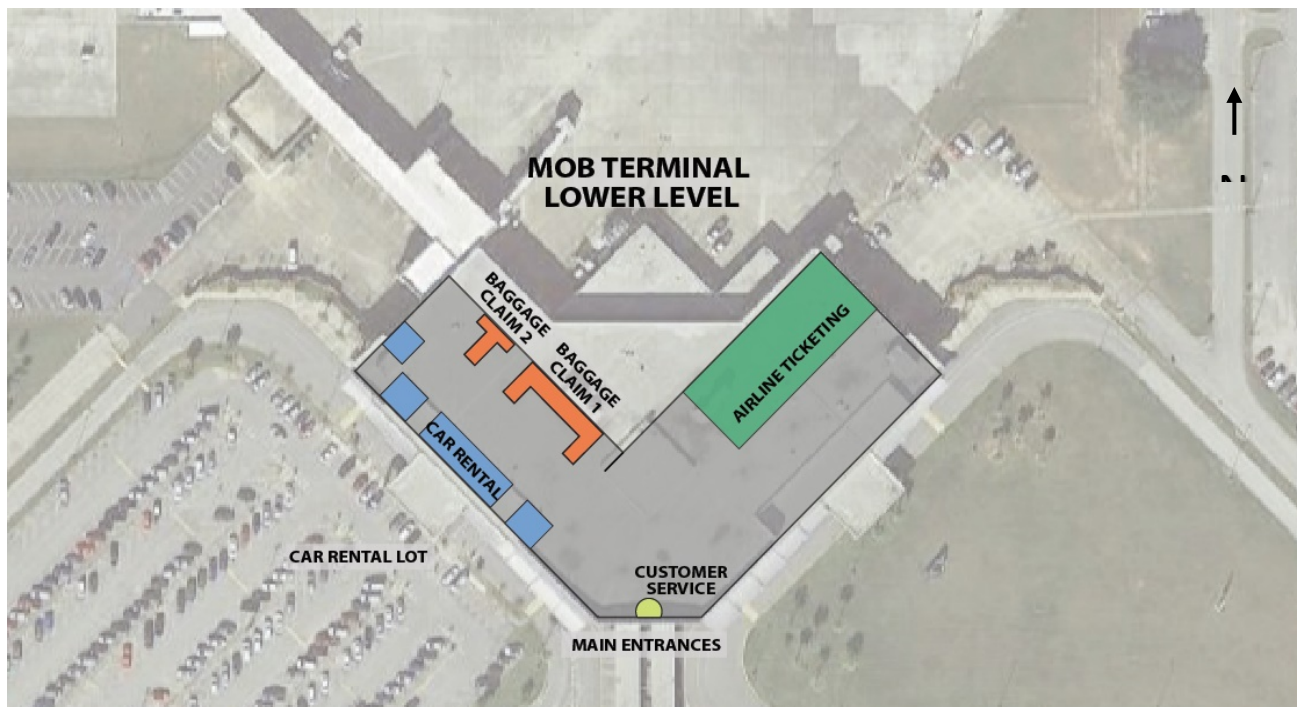 MOB TERMINAL
LOWER LEVEL
BAGGAGE
CLAIM 2
BAGGAGE
CLAIM 1
AIRLINE TICKETING
CAR RENTAL
CAR RENTAL LOT
CUSTOMER
SERVICE
MAIN ENTRANCES